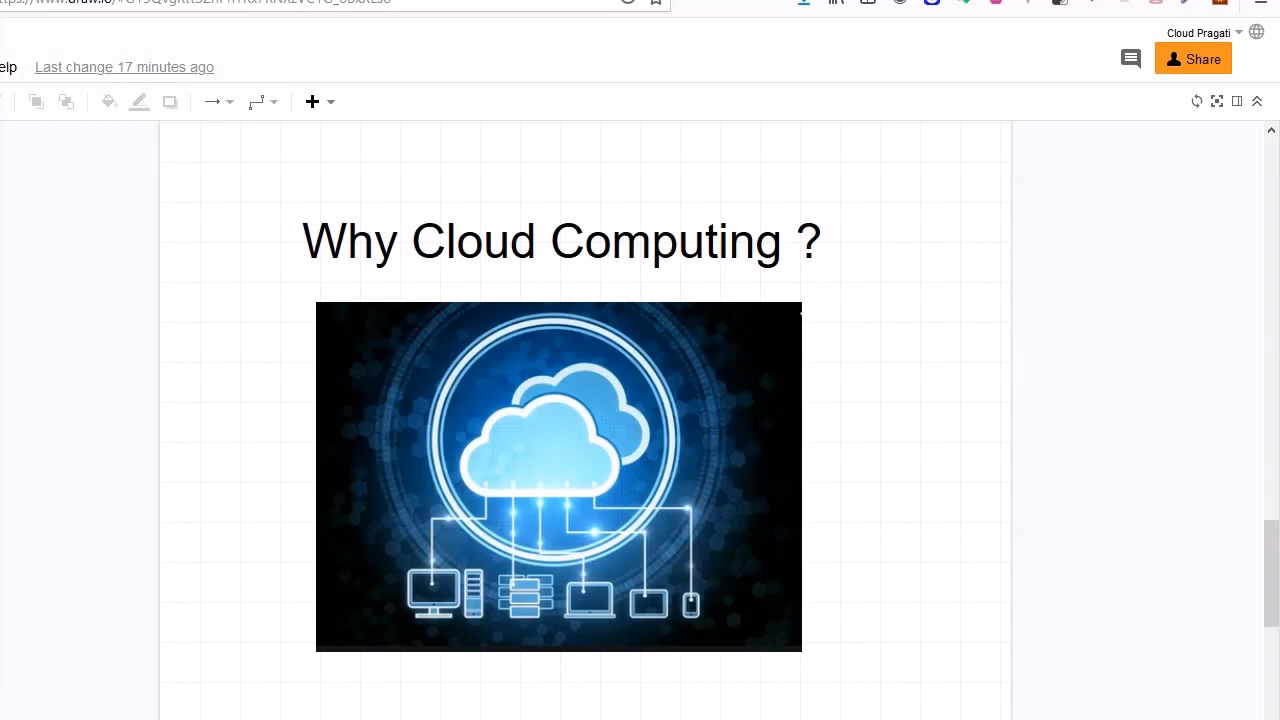 Cloud Pragati
elp Last change 17 minutes ago
Share
Why Cloud Computing ?